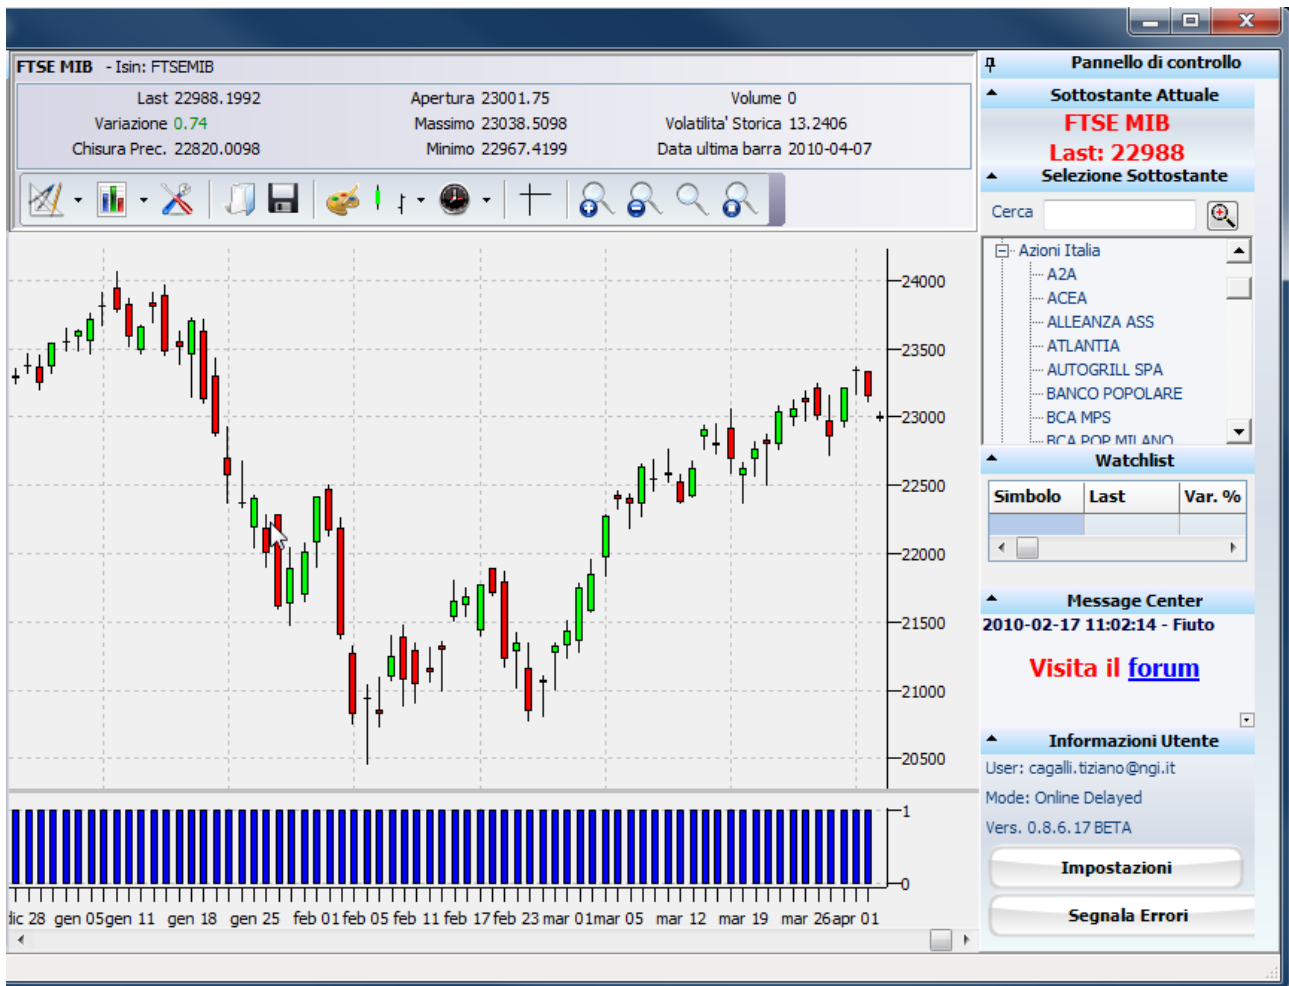 FTSE MIB - Isin: FTSEMIB
Last 22988.1992 Apertura 23001.75 Volume 0
Variazione 0.74 Massimo 23038.5098 Volatilita' Storica 13.2406
Chisura Prec. 22820.0098 Minimo 22967.4199 Data ultima barra 2010-04-07
24000
23500
23000
22500
22000
21500
21000
20500
1
0
dic 28 gen 05 gen 11 gen 18 gen 25 feb 01 feb 05 feb 11 feb 17 feb 23 mar 01 mar 05 mar 12 mar 19 mar 26 apr 01
Pannello di controllo
Sottostante Attuale
FTSE MIB
Last: 22988
Selezione Sottostante
Cerca
Azioni Italia
A2A
ACEA
ALLEANZA ASS
ATLANTIA
AUTOGRILL SPA
BANCO POPOLARE
BCA MPS
BCA POP MILANO
Watchlist
Simbolo Last Var. %
Message Center
2010-02-17 11:02:14 - Fiuto
Visita il forum
Informazioni Utente
User: cagalli.tiziano@ngi.it
Mode: Online Delayed
Vers. 0.8.6.17 BETA
Impostazioni
Segnala Errori